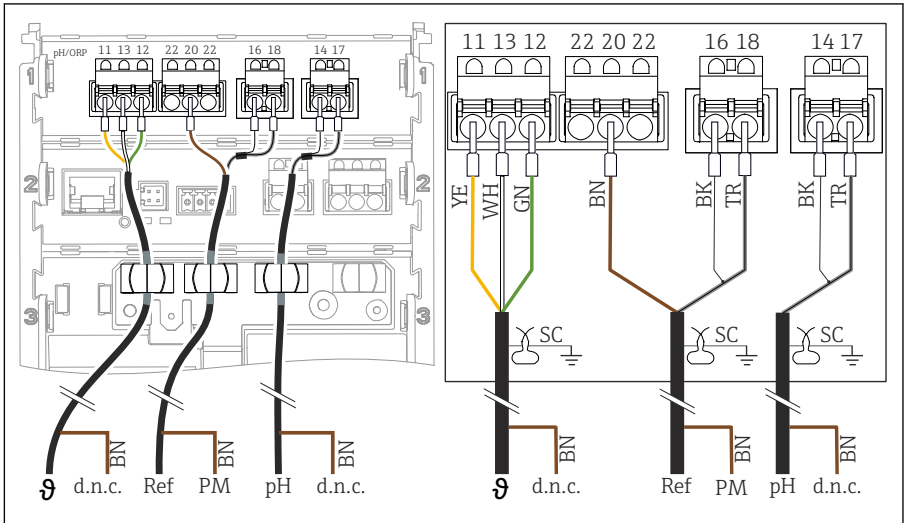 pH/ORP 11 13 12 22 20 22 16 18 14 17
1 1
2 2
3 3
BN BN BN
ϑ d.n.c. Ref PM pH d.n.c.
11 13 12 22 20 22 16 18 14 17
YE WH GN BN BK TR BK TR
SC SC SC
BN BN BN
ϑ d.n.c. Ref PM pH d.n.c.